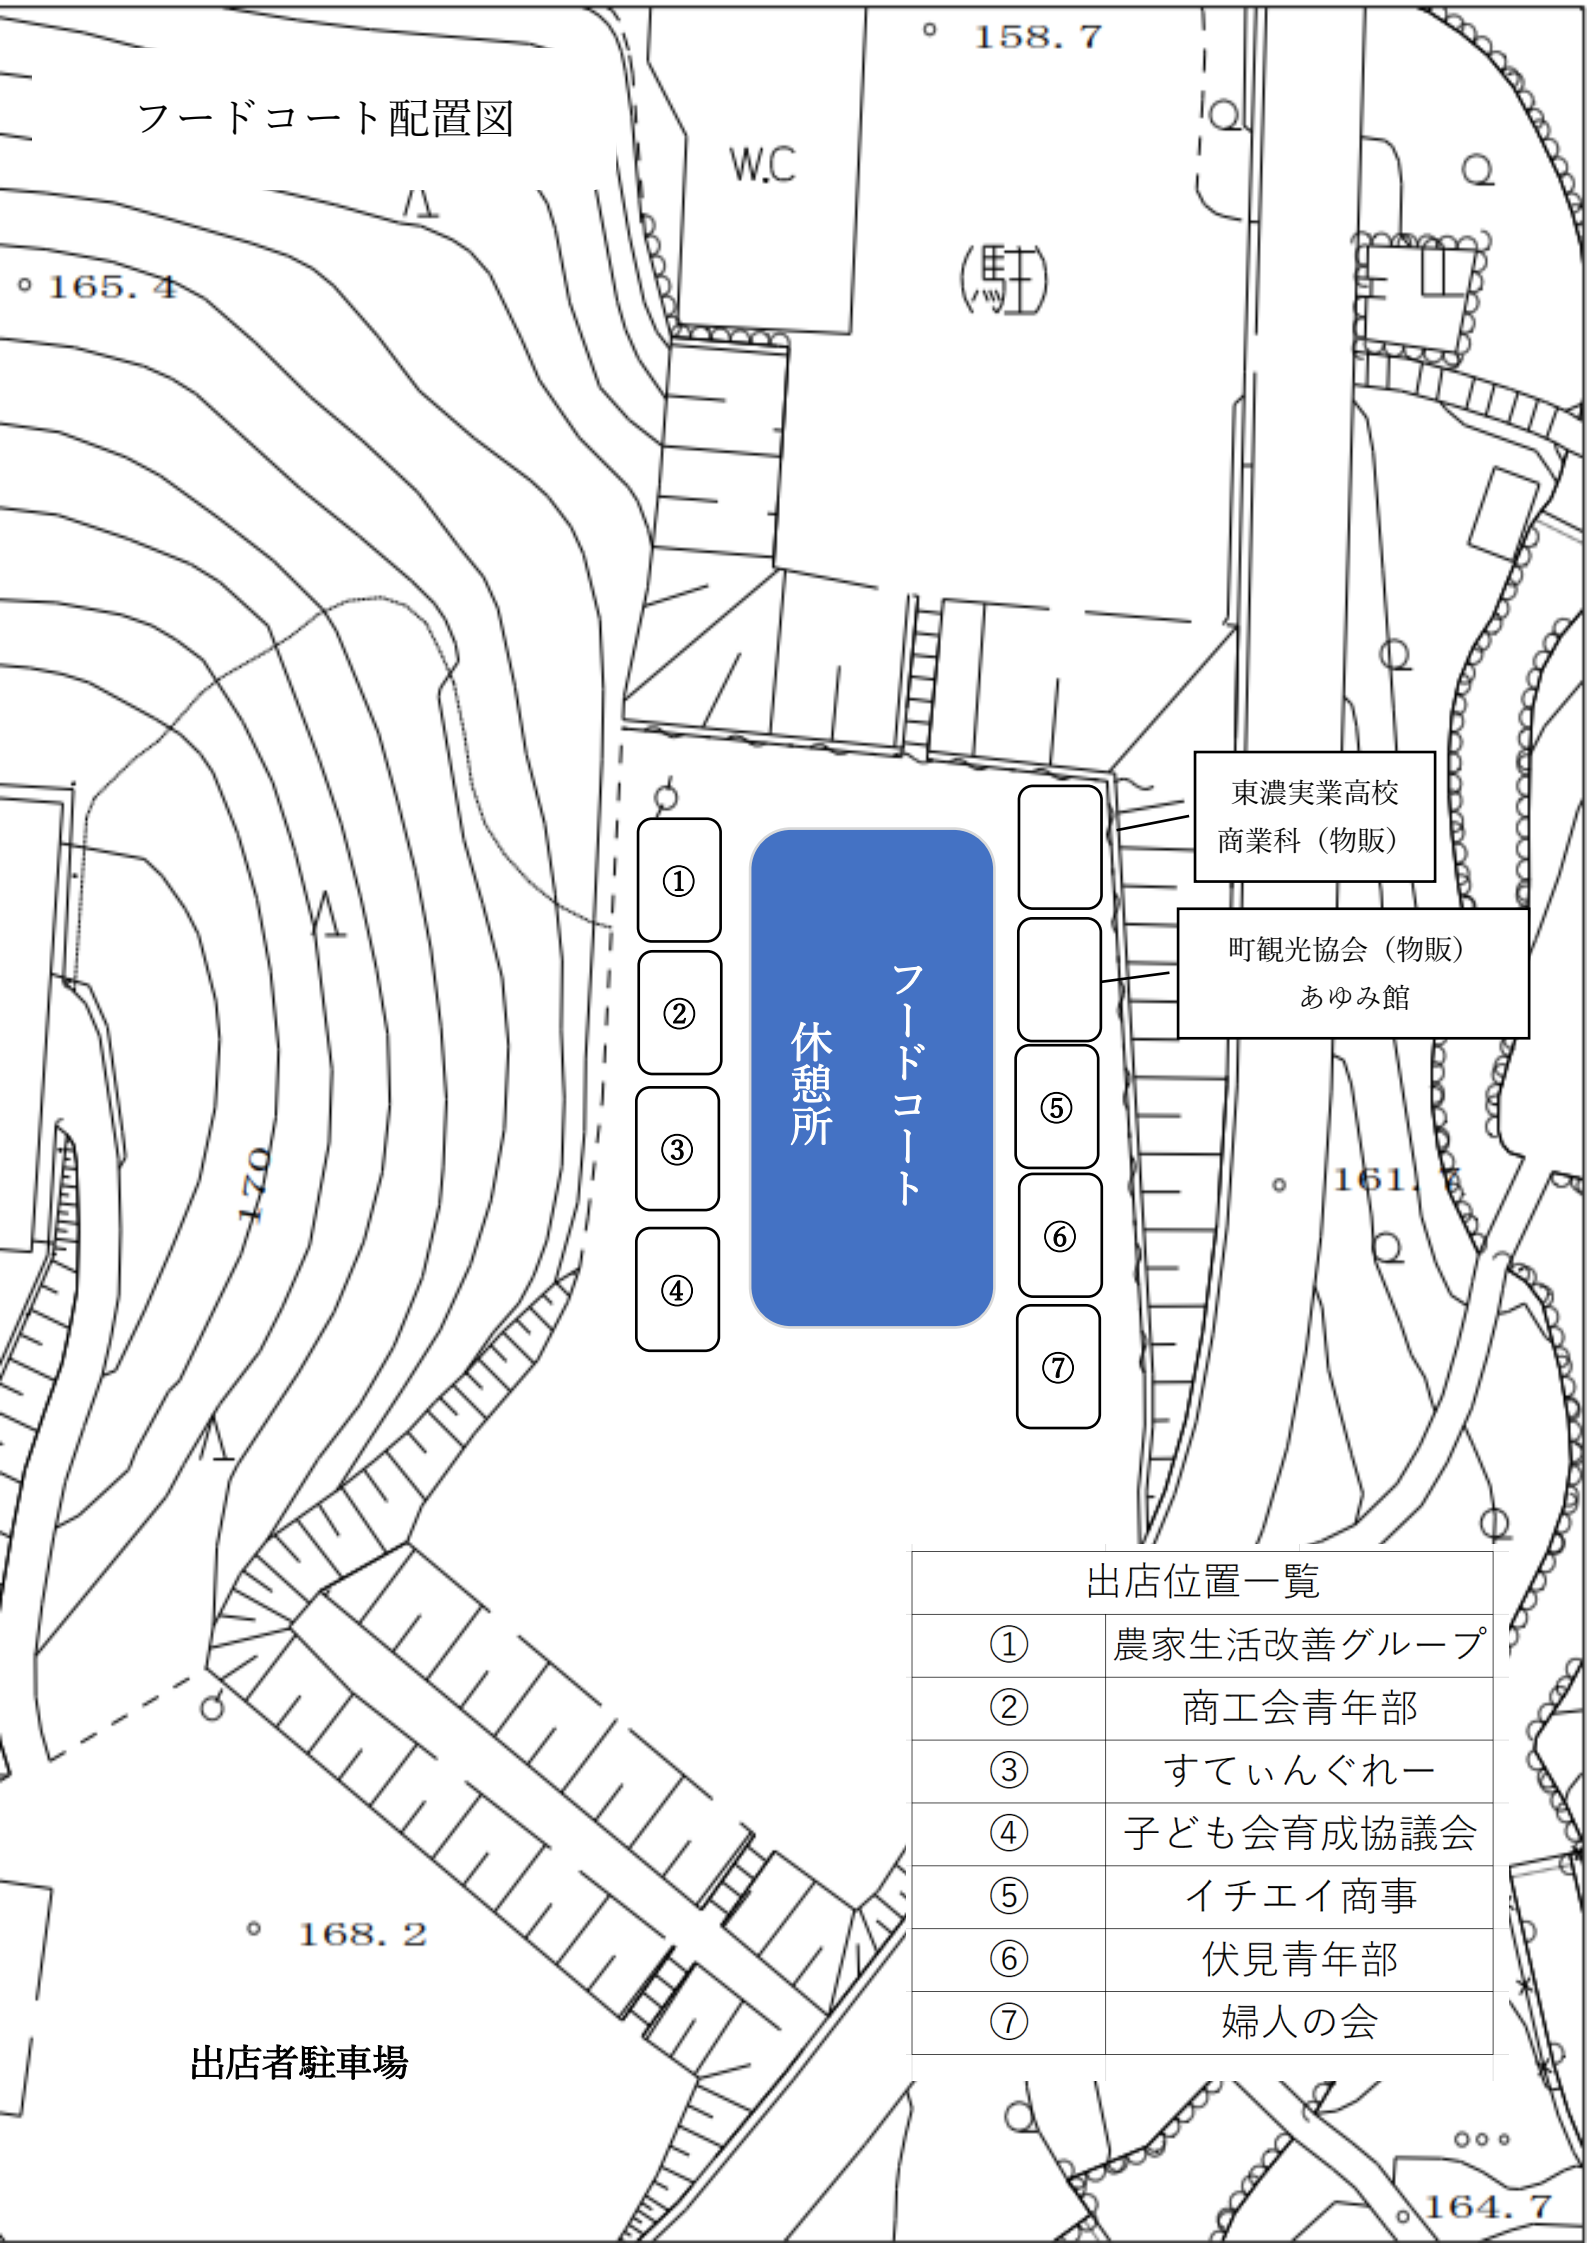 158.7
フードコート配置図
W.C
(駐)
165.4
東濃実業高校
商業科（物販）
①
町観光協会（物販）
あゆみ館
②
フードコート
休憩所
③
④
⑤
⑥
⑦
170
161.7
出店位置一覧
① 農家生活改善グループ
② 商工会青年部
③ すてぃんぐれー
④ 子ども会育成協議会
⑤ イチエイ商事
⑥ 伏見青年部
⑦ 婦人の会
168.2
出店者駐車場
164.7